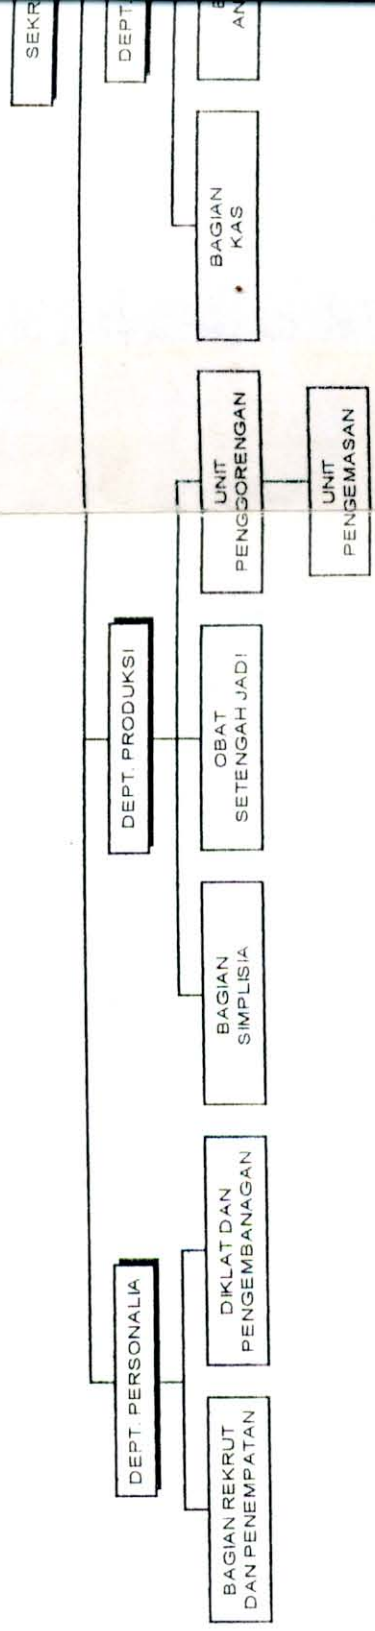 SEKR
DEPT. PERSONALIA
DEPT. PRODUKSI
DEPT.
BAGIAN REKRUT
DAN PENEMPATAN
DIKLAT DAN
PENGEMBANAGAN
BAGIAN
SIMPLISIA
OBAT
SETENGAH JADI
UNIT
PENGGORENGAN
BAGIAN
KAS
AN
UNIT
PENGEMASAN